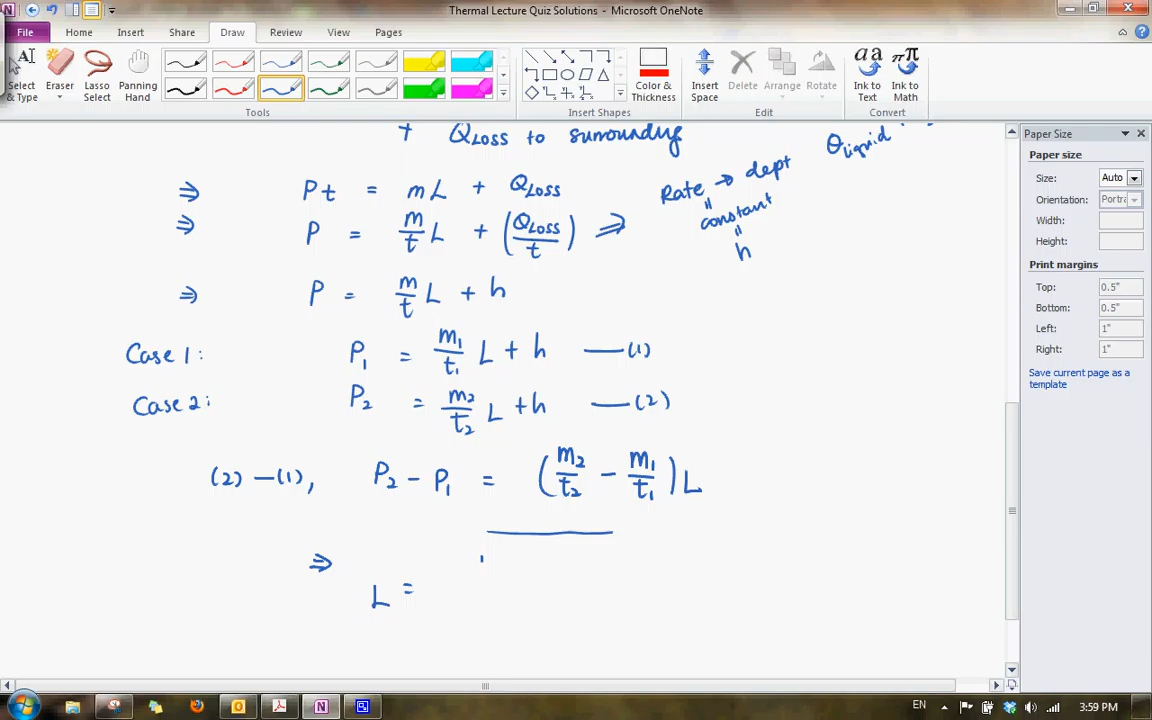 Thermal Lecture Quiz Solutions - Microsoft OneNote
File Home Insert Share Draw Review View Pages
Select & Type
Eraser
Lasso Select
Panning Hand
Color & Thickness
Insert Space
Delete
Arrange
Rotate
Ink to Text
Ink to Math
Tools
Insert Shapes
Edit
Convert
+ Q_Loss to surrounding
θ_liquid
⇒ Pt = mL + Q_Loss
Rate → dept
⇒ P = m/t L + (Q_Loss/t) ⇒
constant
= h
⇒ P = m/t L + h
Case 1: P₁ = m₁/t₁ L + h —(1)
Case 2: P₂ = m₂/t₂ L + h —(2)
(2) – (1), P₂ – P₁ = (m₂/t₂ – m₁/t₁) L
⇒ L =
Paper Size
Paper size
Size: Auto
Orientation: Portra
Width:
Height:
Print margins
Top: 0.5"
Bottom: 0.5"
Left: 1"
Right: 1"
Save current page as a
template
EN
3:59 PM